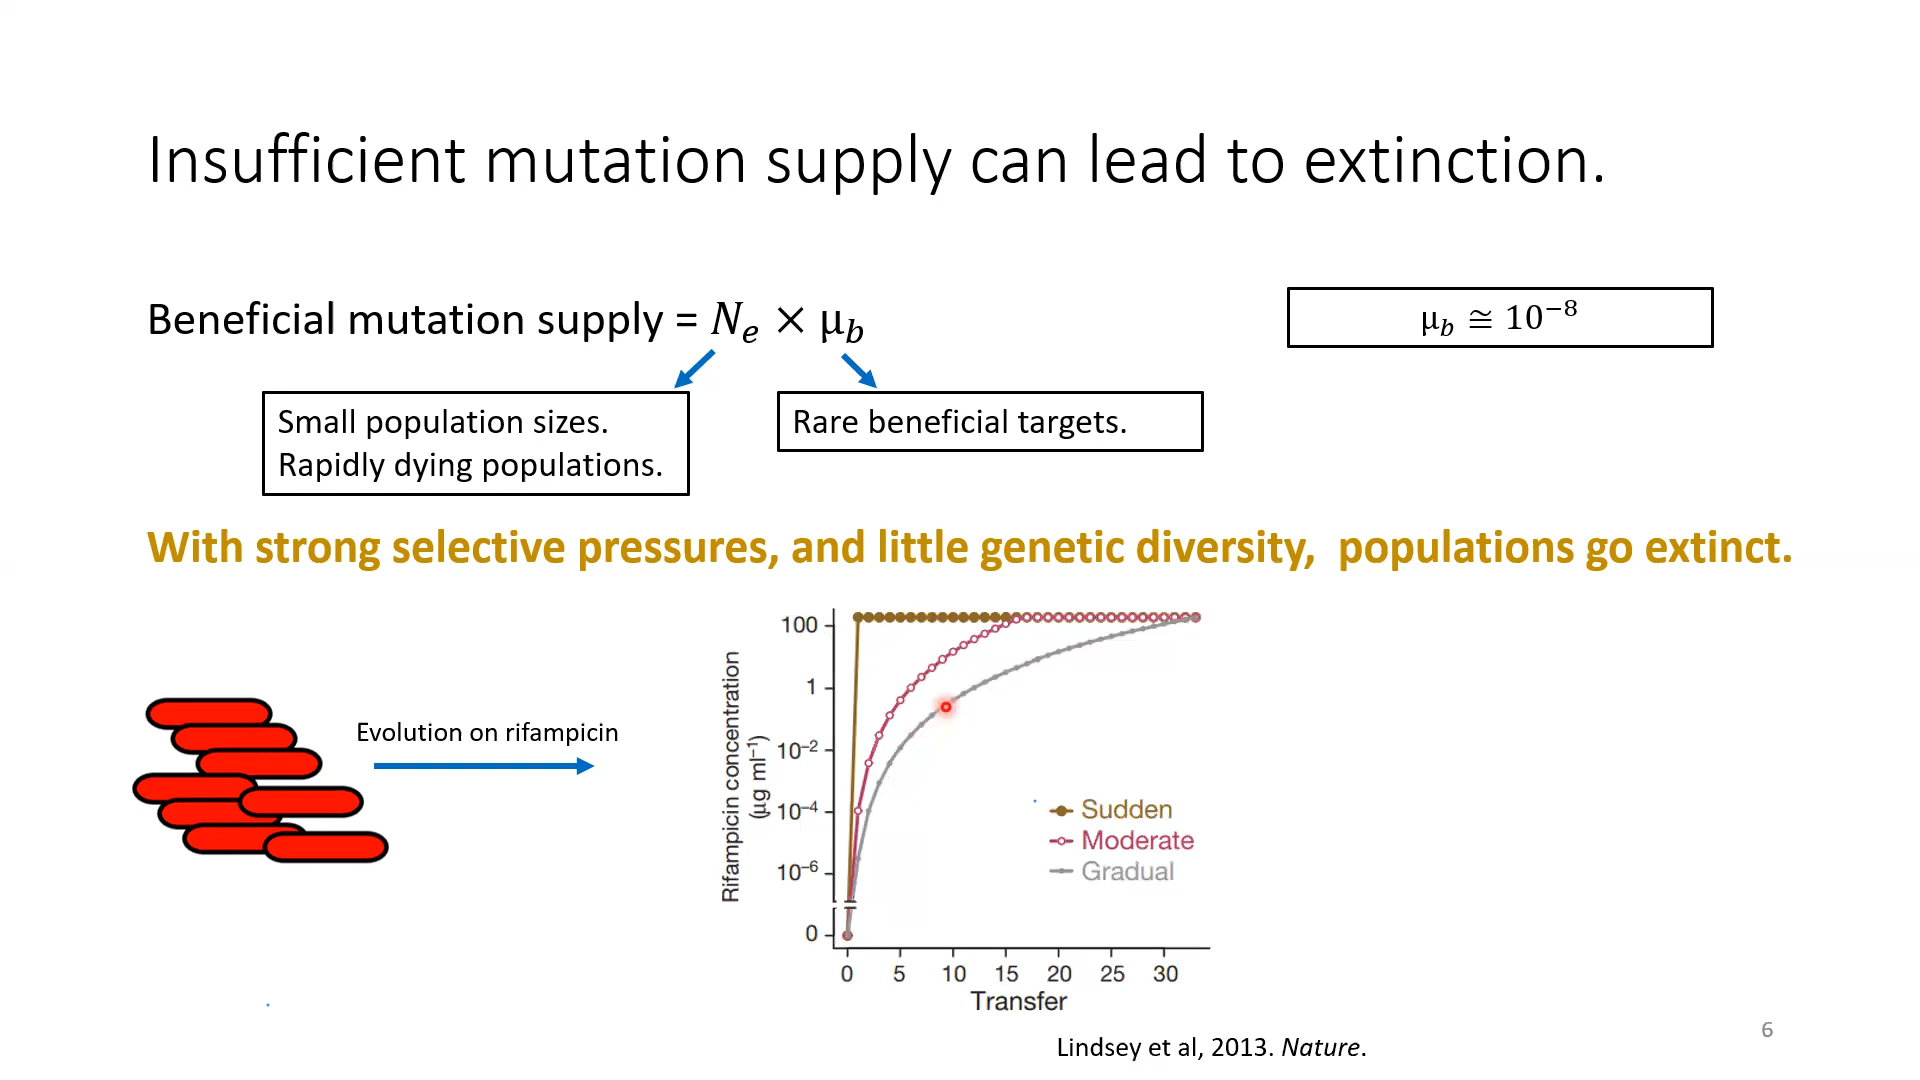 Insufficient mutation supply can lead to extinction.
Beneficial mutation supply = Nₑ × μ_b
μ_b ≅ 10⁻⁸
Small population sizes.
Rapidly dying populations.
Rare beneficial targets.
With strong selective pressures, and little genetic diversity, populations go extinct.
Evolution on rifampicin
Rifampicin concentration
(µg ml⁻¹)
100
1
10⁻²
10⁻⁴
10⁻⁶
0
Sudden
Moderate
Gradual
0 5 10 15 20 25 30
Transfer
Lindsey et al, 2013. Nature.
6